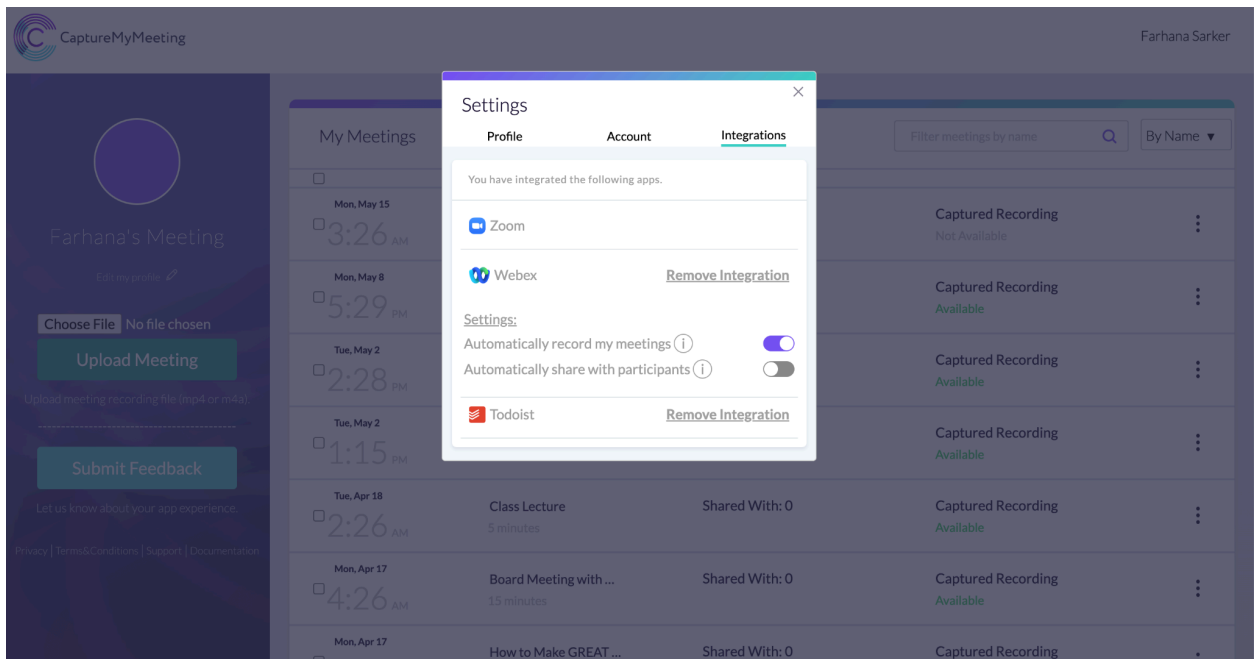 CaptureMyMeeting
Farhana Sarker
Farhana's Meeting
Edit my profile
Choose File No file chosen
Upload Meeting
Upload meeting recording file (mp4 or m4a).
Submit Feedback
Let us know about your app experience.
Privacy | Terms&Conditions | Support | Documentation
My Meetings
Filter meetings by name
By Name ▼
Settings
Profile Account Integrations
You have integrated the following apps.
Zoom
Webex Remove Integration
Settings:
Automatically record my meetings
Automatically share with participants
Todoist Remove Integration
Mon, May 15
3:26 AM
Captured Recording
Not Available
Mon, May 8
5:29 PM
Captured Recording
Available
Tue, May 2
2:28 PM
Captured Recording
Available
Tue, May 2
1:15 PM
Captured Recording
Available
Tue, Apr 18
2:26 AM
Class Lecture
5 minutes
Shared With: 0
Captured Recording
Available
Mon, Apr 17
4:26 AM
Board Meeting with ...
15 minutes
Shared With: 0
Captured Recording
Available
Mon, Apr 17
How to Make GREAT ...
Shared With: 0
Captured Recording